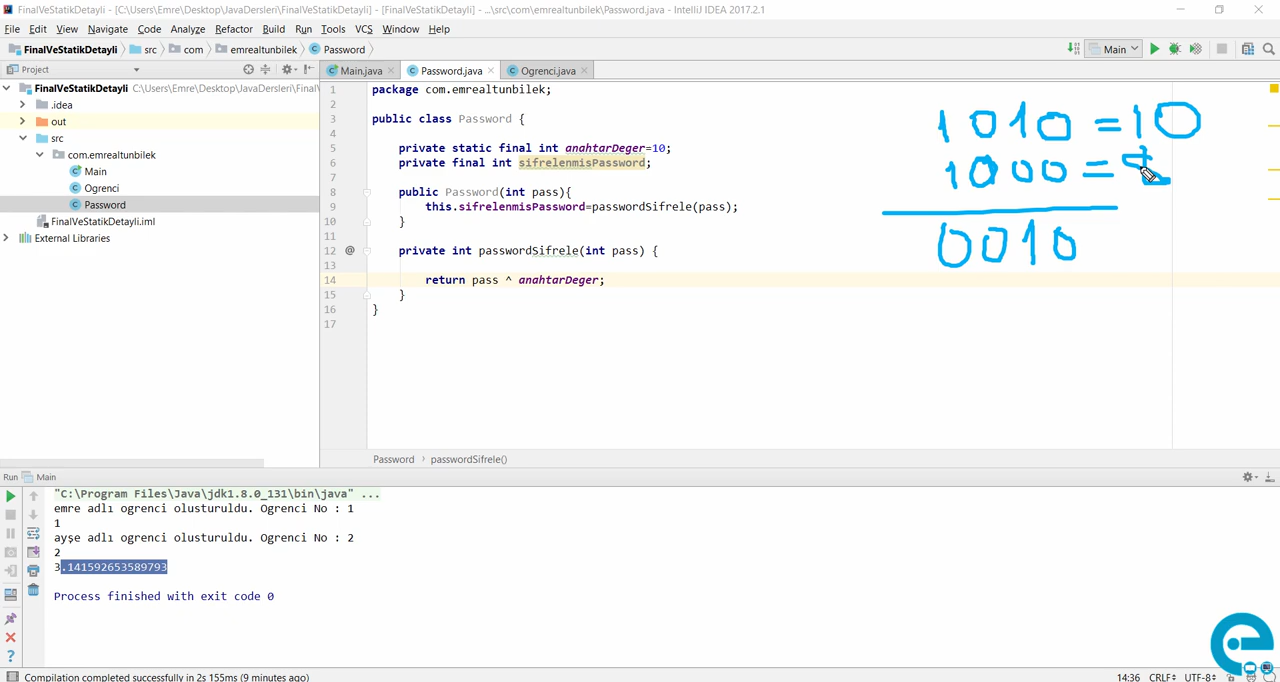 FinalVeStatikDetayli - [C:\Users\Emre\Desktop\JavaDersleri\FinalVeStatikDetayli] - [FinalVeStatikDetayli] - ...\src\com\emrealtunbilek\Password.java - IntelliJ IDEA 2017.2.1
File Edit View Navigate Code Analyze Refactor Build Run Tools VCS Window Help
FinalVeStatikDetayli src com emrealtunbilek Password Main
Project Main.java Password.java Ogrenci.java
FinalVeStatikDetayli C:\Users\Emre\Desktop\JavaDersleri\FinalVe
.idea
out
src
com.emrealtunbilek
Main
Ogrenci
Password
FinalVeStatikDetayli.iml
External Libraries
1 package com.emrealtunbilek;
2
3 public class Password {
4
5 private static final int anahtarDeger=10;
6 private final int sifrelenmisPassword;
7
8 public Password(int pass){
9 this.sifrelenmisPassword=passwordSifrele(pass);
10 }
11
12 @ private int passwordSifrele(int pass) {
13
14 return pass ^ anahtarDeger;
15 }
16 }
17
1010 = 10
1000 =
0010
Password passwordSifrele()
Run Main
"C:\Program Files\Java\jdk1.8.0_131\bin\java" ...
emre adlı ogrenci olusturuldu. Ogrenci No : 1
1
ayşe adlı ogrenci olusturuldu. Ogrenci No : 2
2
3.141592653589793
Process finished with exit code 0
Compilation completed successfully in 2s 155ms (9 minutes ago) 14:36 CRLF UTF-8